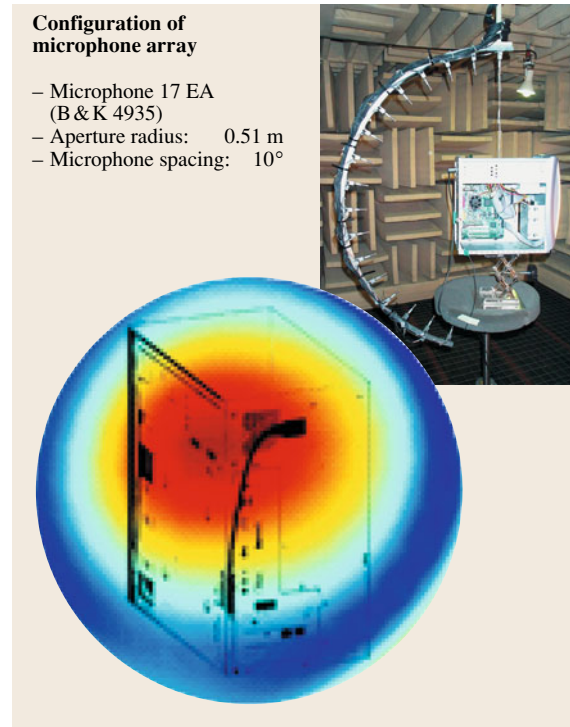 Configuration of
microphone array
– Microphone 17 EA
(B & K 4935)
– Aperture radius: 0.51 m
– Microphone spacing: 10°